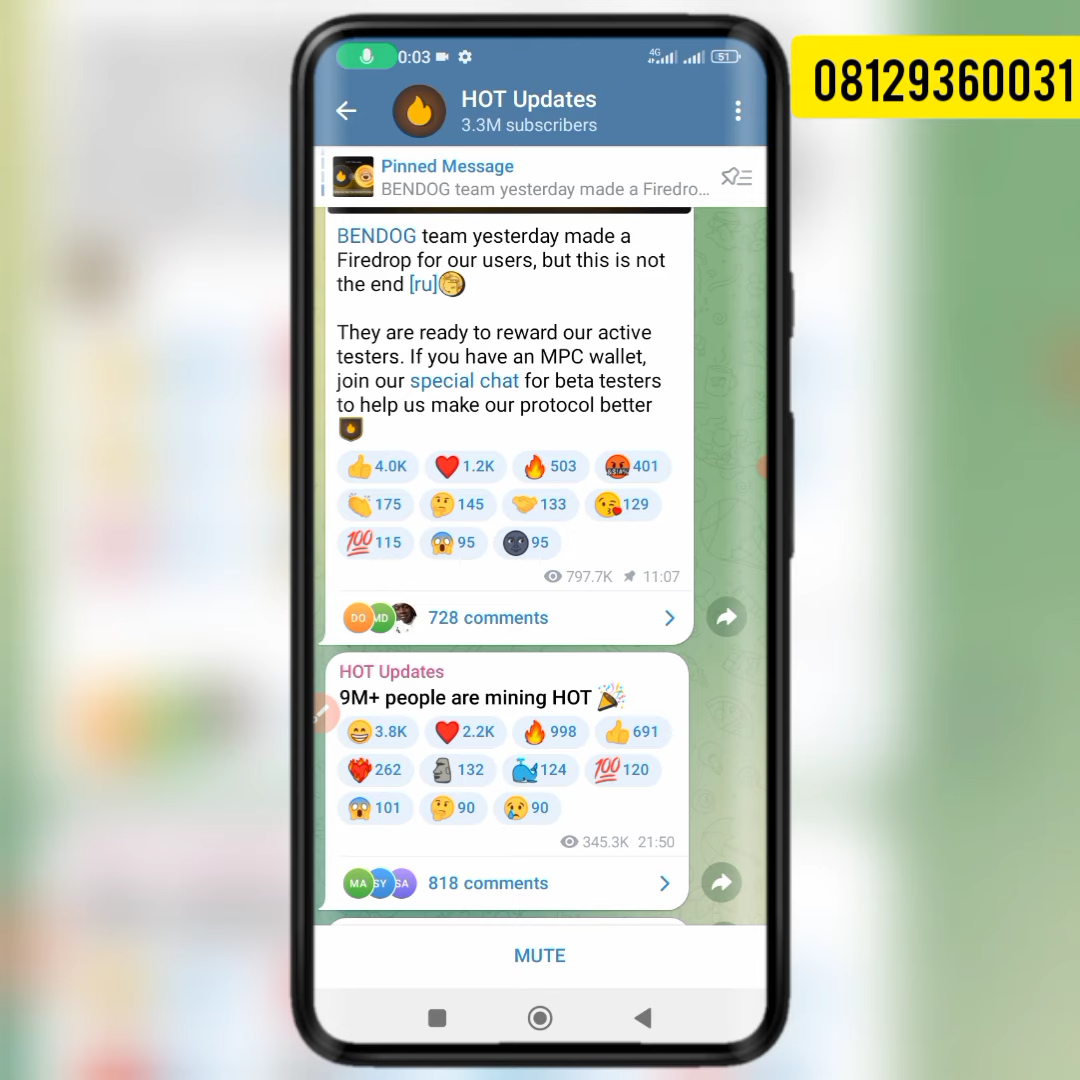 08129360031
0:03
4G
51
HOT Updates
3.3M subscribers
Pinned Message
BENDOG team yesterday made a Firedro...
BENDOG team yesterday made a
Firedrop for our users, but this is not
the end [ru]
They are ready to reward our active
testers. If you have an MPC wallet,
join our special chat for beta testers
to help us make our protocol better
4.0K 1.2K 503 401
175 145 133 129
100 115 95 95
797.7K 11:07
DO MD 728 comments
HOT Updates
9M+ people are mining HOT
3.8K 2.2K 998 691
262 132 124 100 120
101 90 90
345.3K 21:50
MA SY SA 818 comments
MUTE